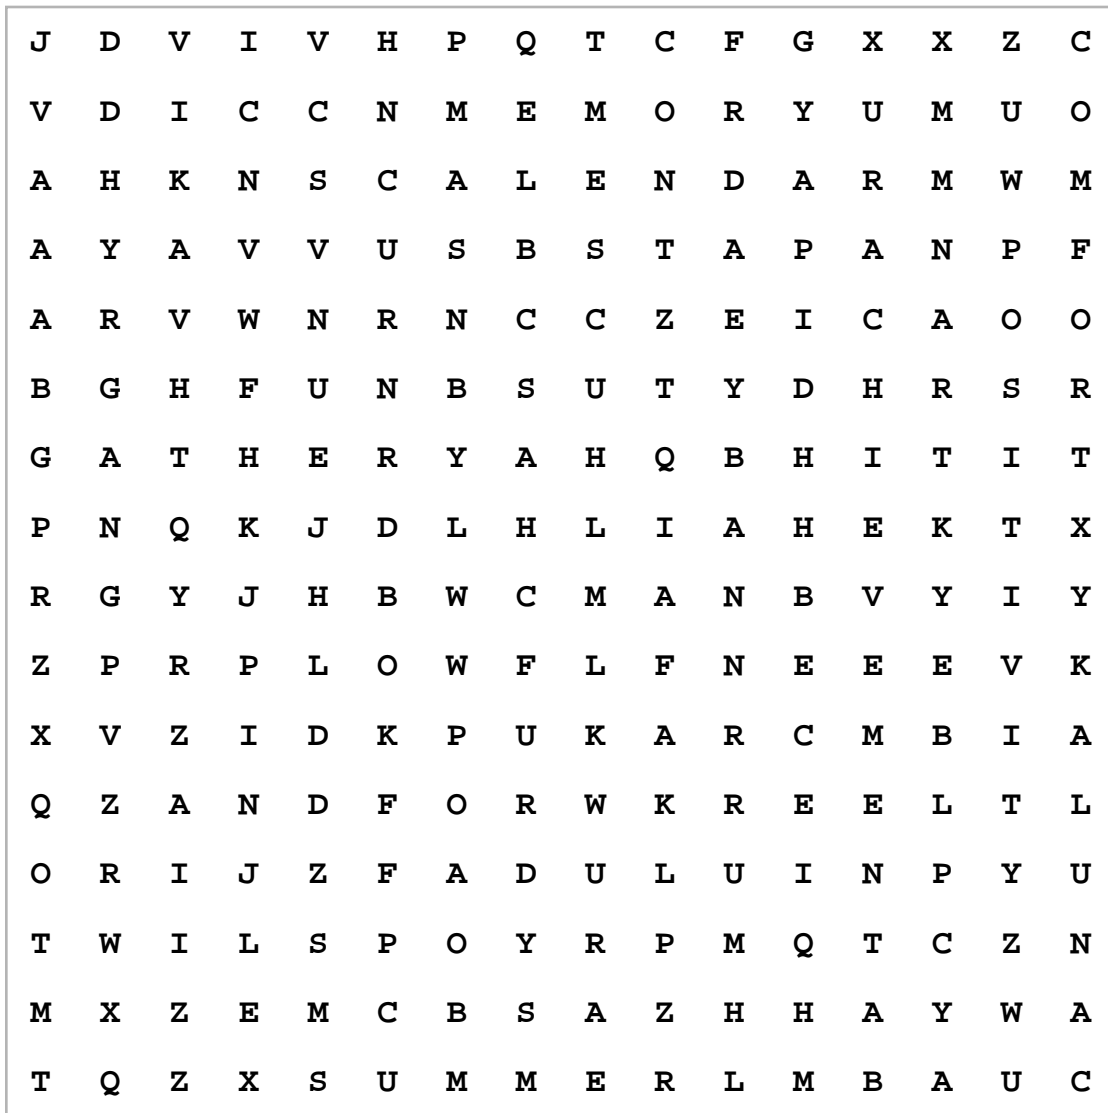 J D V I V H P Q T C F G X X Z C
V D I C C N M E M O R Y U M U O
A H K N S C A L E N D A R M W M
A Y A V V U S B S T A P A N P F
A R V W N R N C C Z E I C A O O
B G H F U N B S U T Y D H R S R
G A T H E R Y A H Q B H I T I T
P N Q K J D L H L I A H E K T X
R G Y J H B W C M A N B V Y I Y
Z P R P L O W F L F N E E E V K
X V Z I D K P U K A R C M B I A
Q Z A N D F O R W K R E E L T L
O R I J Z F A D U L U I N P Y U
T W I L S P O Y R P M Q T C Z N
M X Z E M C B S A Z H H A Y W A
T Q Z X S U M M E R L M B A U C